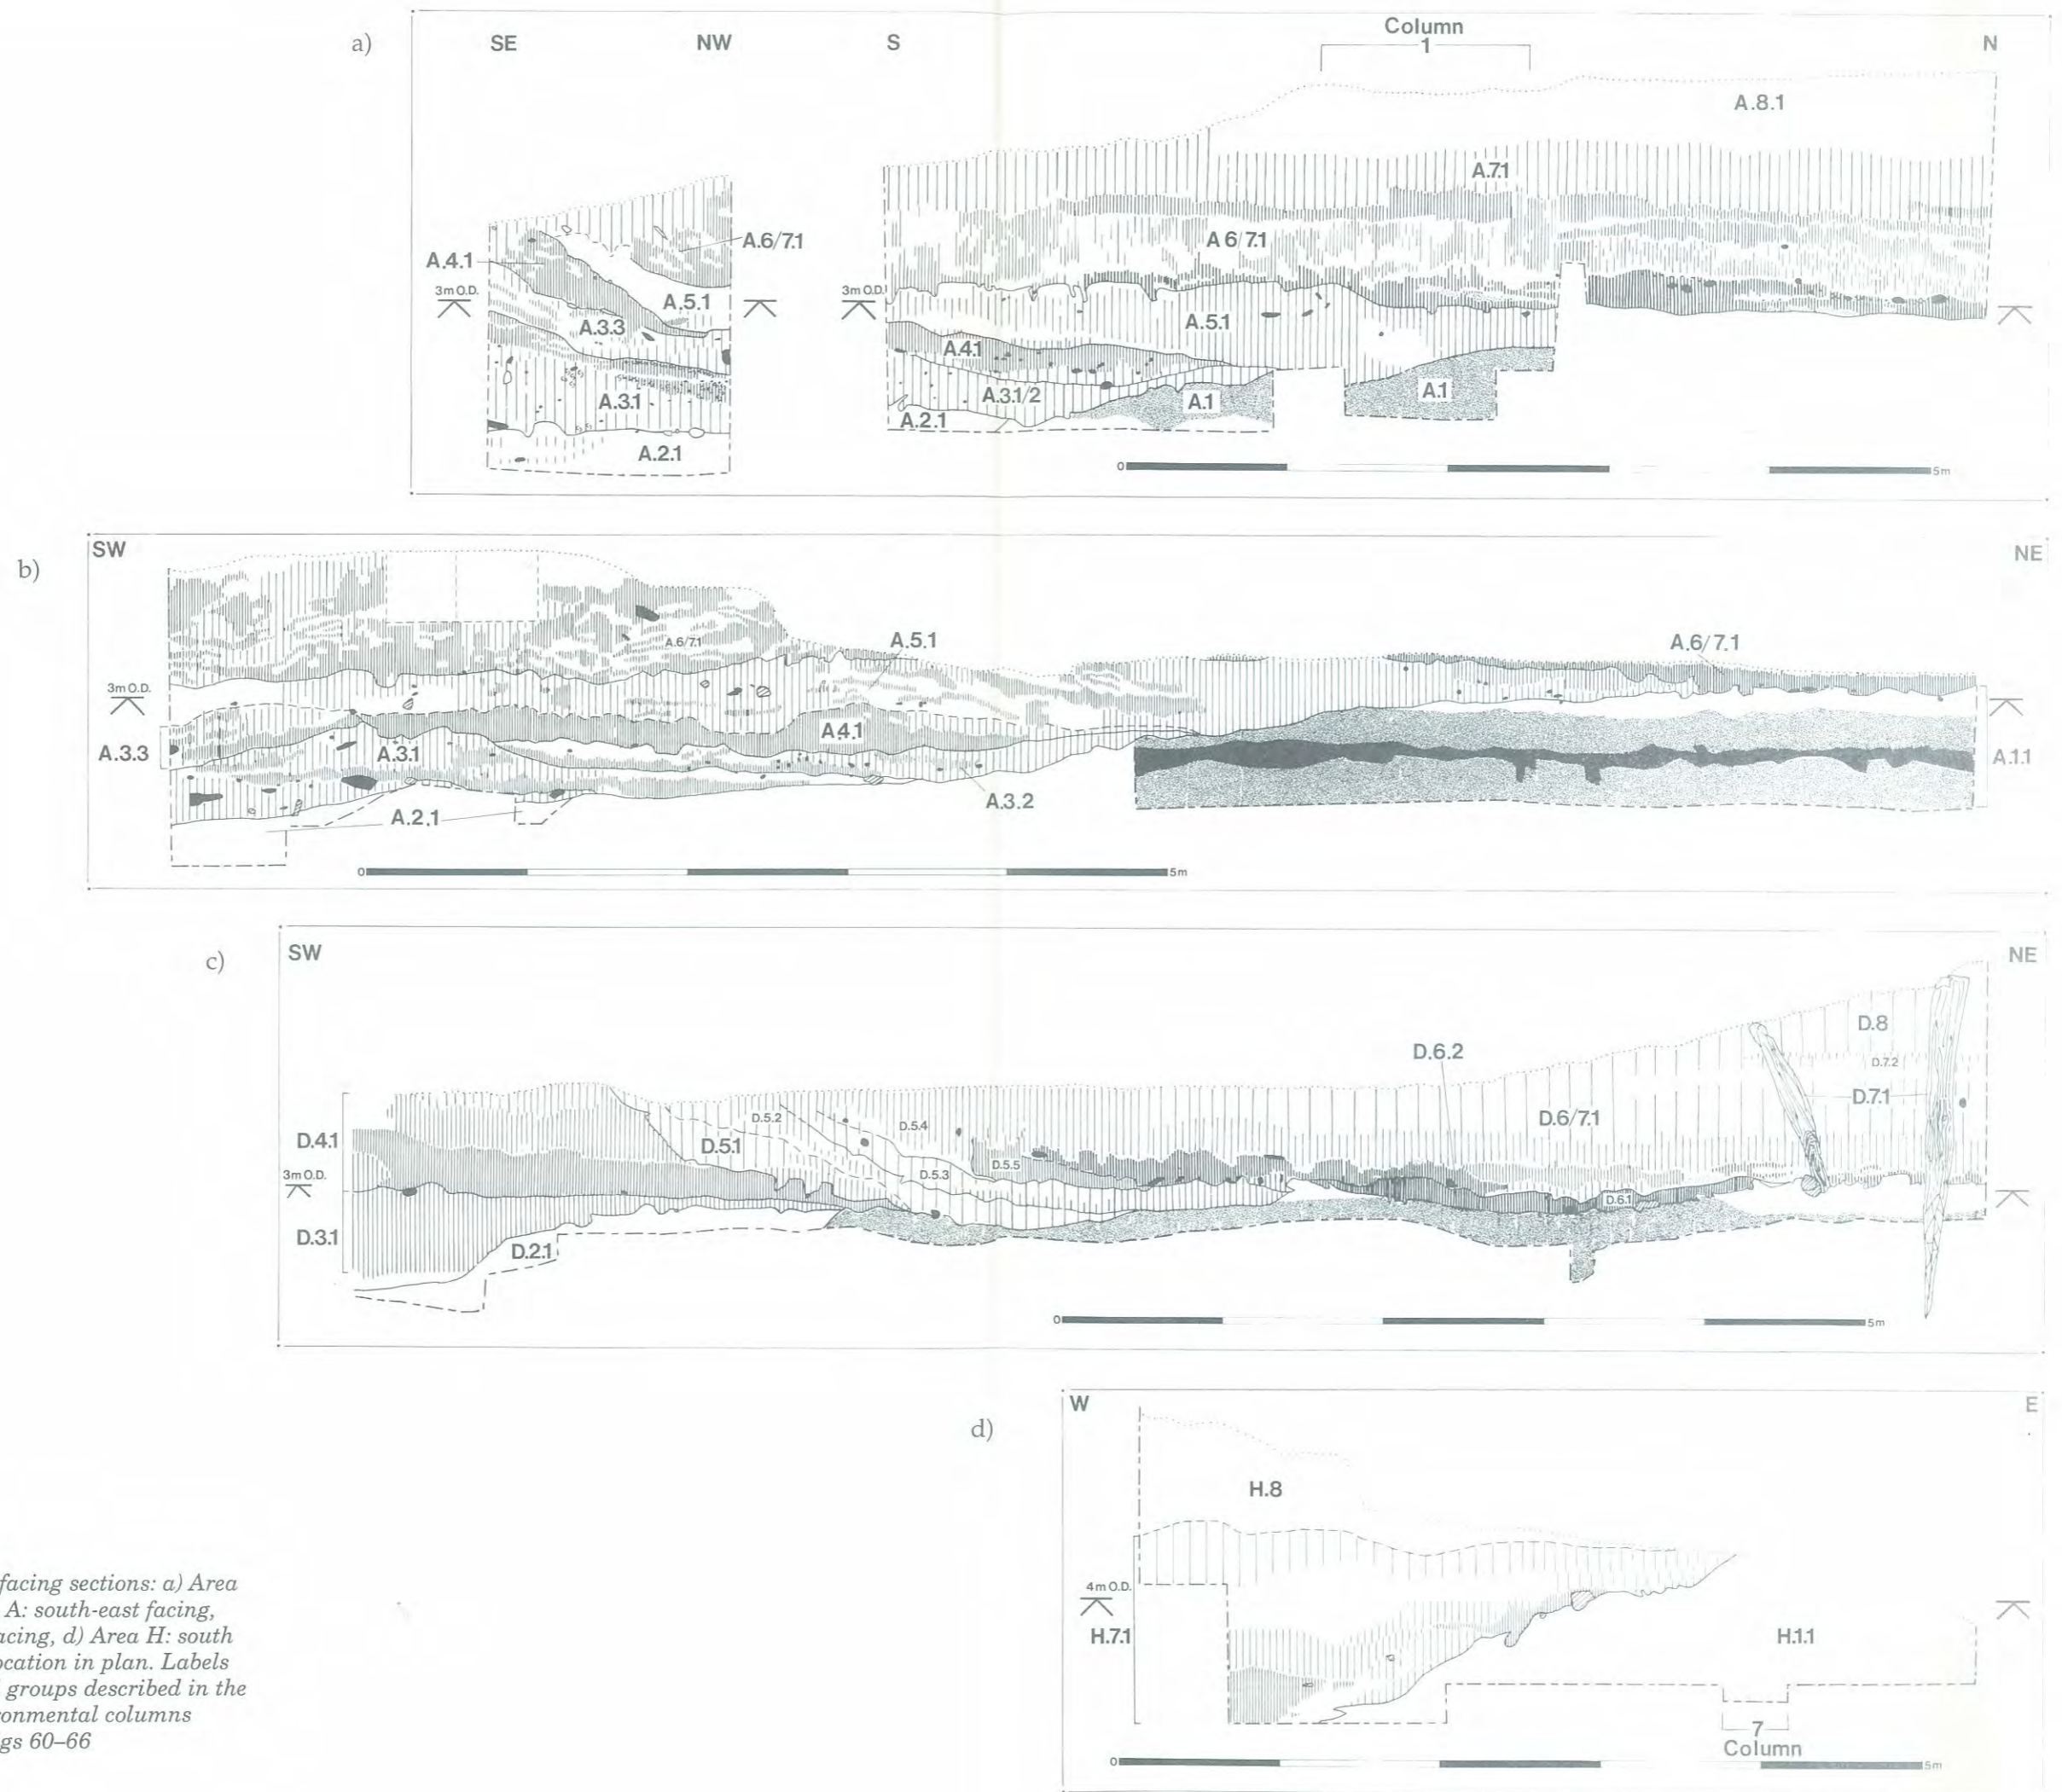 a)
SE
NW
S
Column
1
N
A.8.1
A.7.1
A.6/7.1
A 6/7.1
A.4.1
3m O.D.
A.5.1
3m O.D.
A.3.3
A.5.1
A.4.1
A.3.1
A.3.1/2
A.1
A.1
A.2.1
A.2.1
0
5m
b)
SW
NE
A.6/7.1
A.5.1
A.6/7.1
3m O.D.
A.4.1
A.3.3
A.3.1
A.1.1
A.3.2
A.2.1
0
5m
c)
SW
NE
D.8
D.6.2
D.7.2
D.7.1
D.5.2
D.5.4
D.6/7.1
D.4.1
D.5.1
D.5.5
D.5.3
3m O.D.
D.6.1
D.3.1
D.2.1
0
5m
d)
W
E
H.8
4m O.D.
H.7.1
H.1.1
7
Column
0
5m
facing sections: a) Area
A: south-east facing,
acing, d) Area H: south
ocation in plan. Labels
groups described in the
ronmental columns
gs 60–66